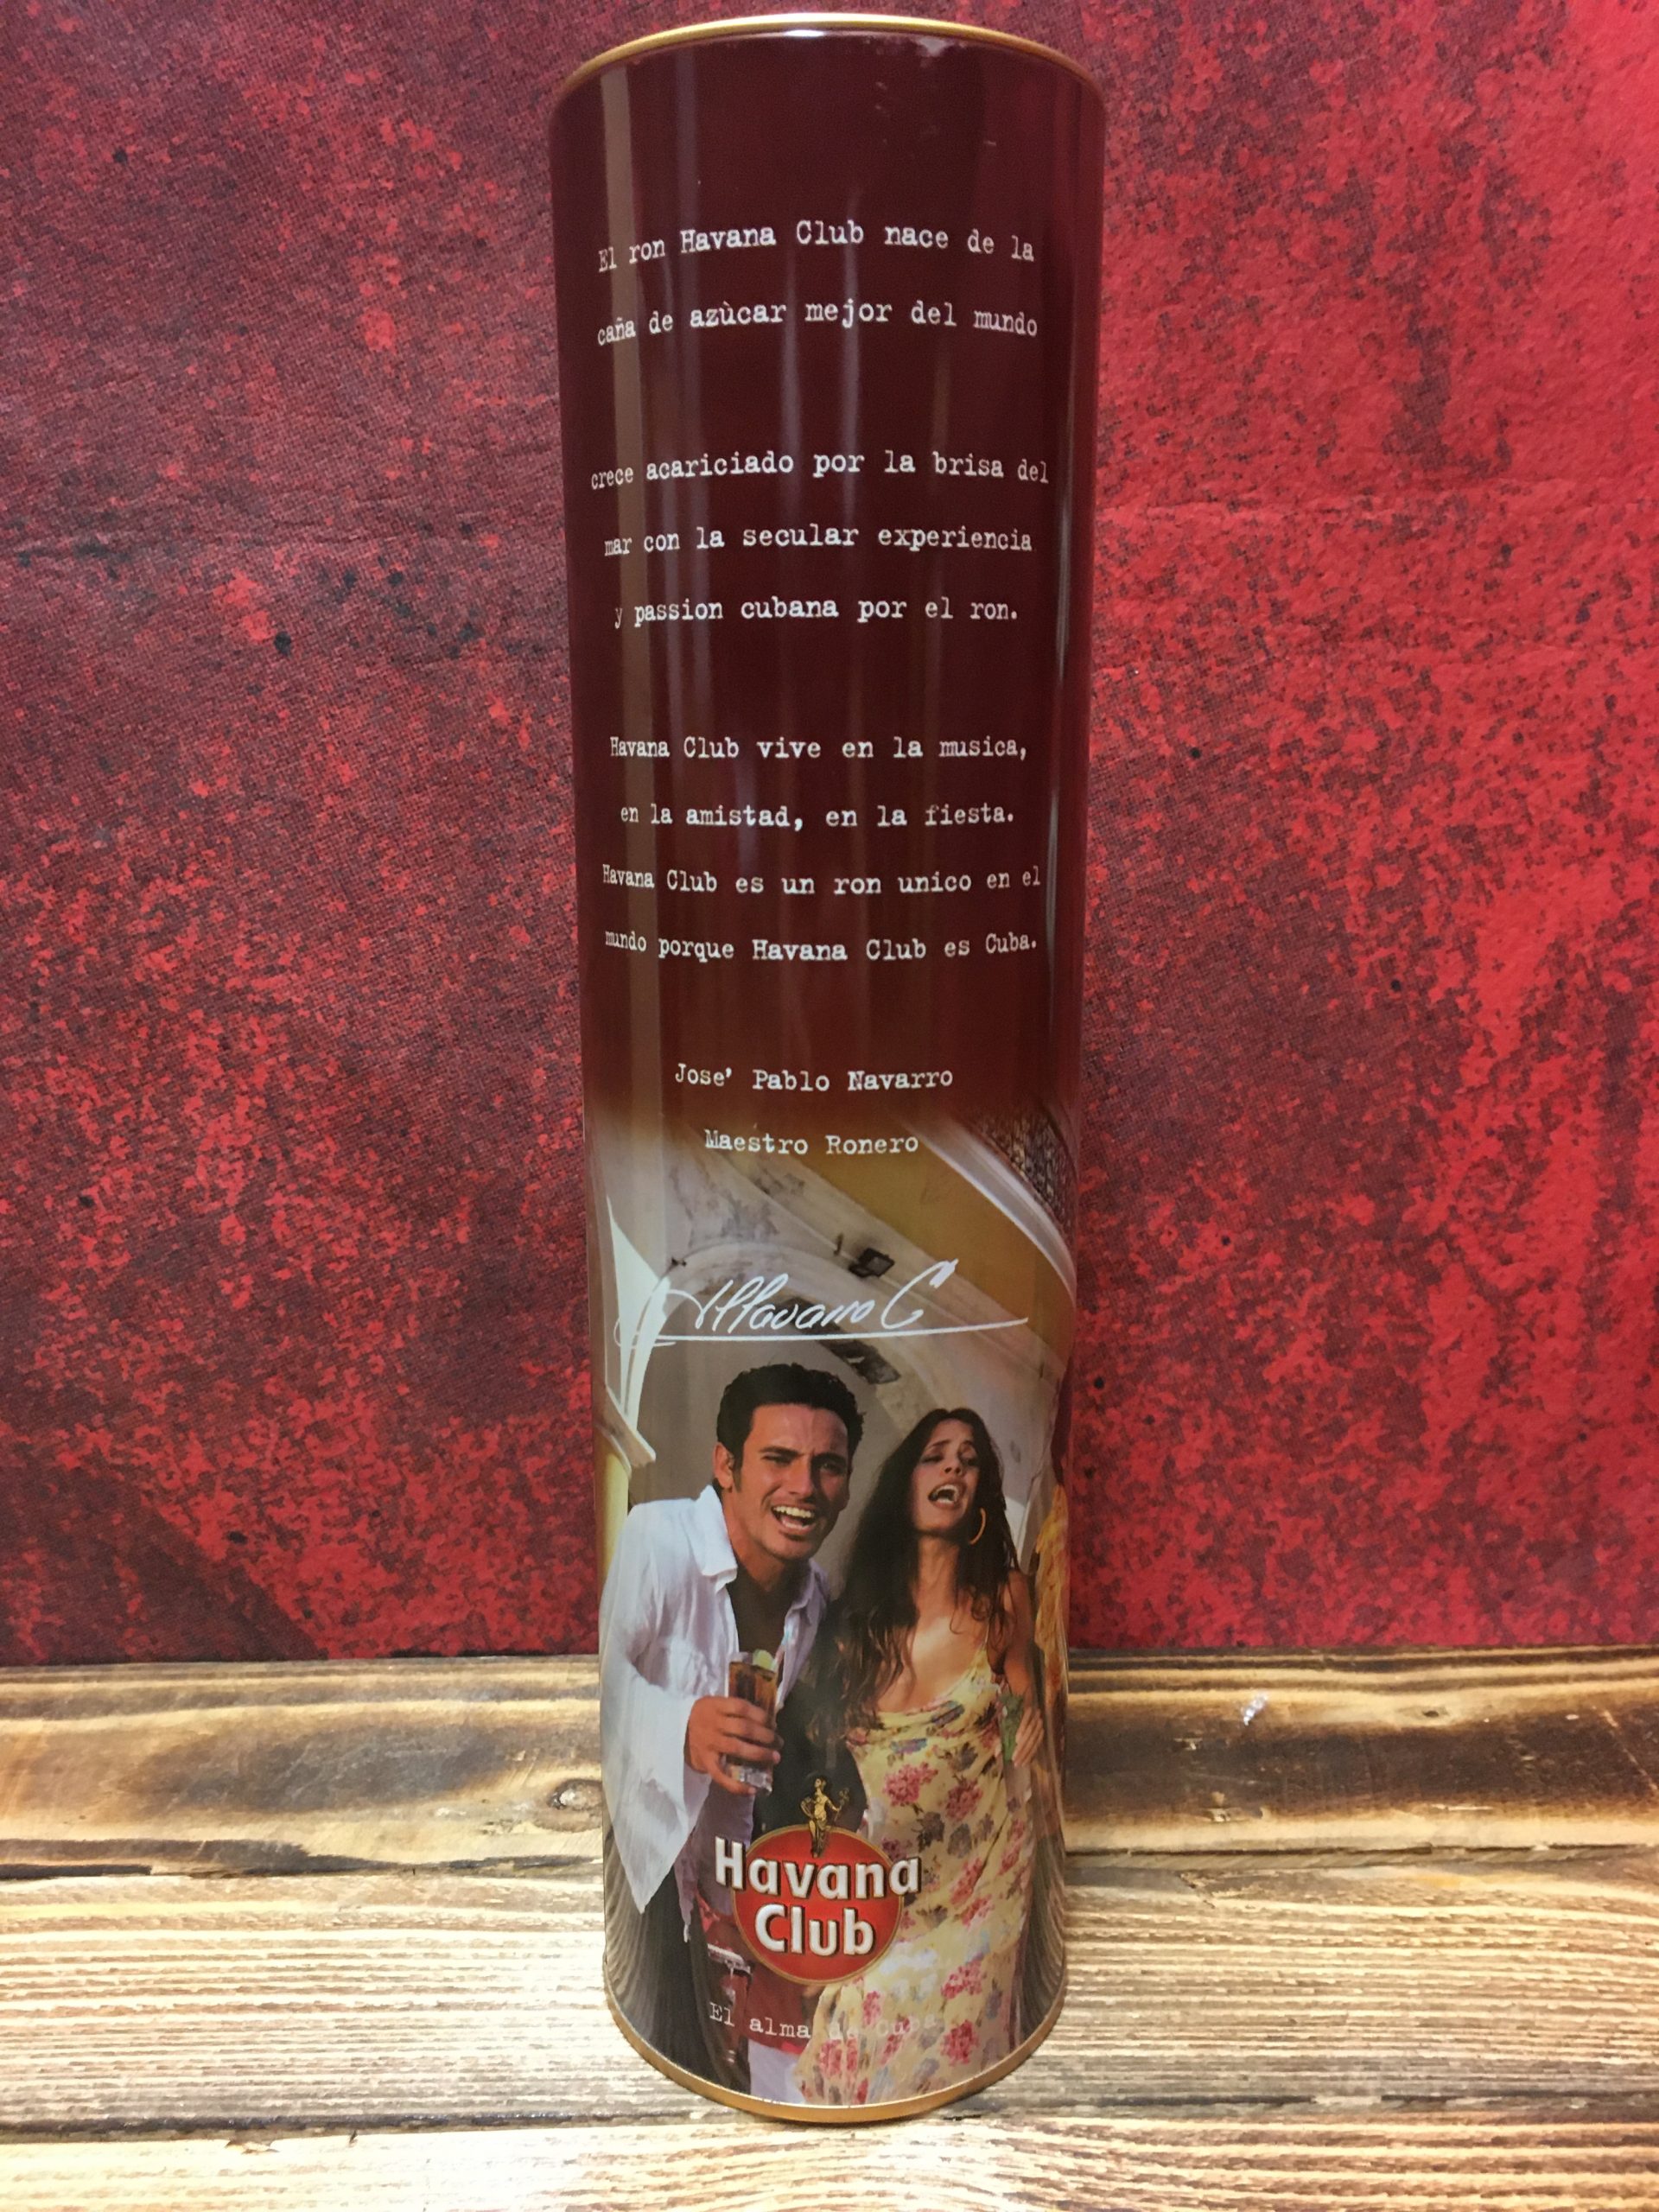 El ron Havana Club nace de la
caña de azùcar mejor del mundo
crece acariciado por la brisa del
mar con la secular experiencia
y passion cubana por el ron.
Havana Club vive en la musica,
en la amistad, en la fiesta.
Havana Club es un ron unico en el
mundo porque Havana Club es Cuba.
Jose' Pablo Navarro
Maestro Ronero
Havana
Club
El alma de Cuba